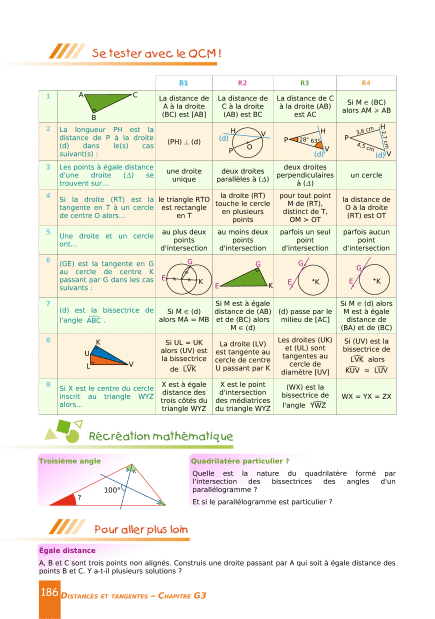 Se tester avec le QCM !
R1 R2 R3 R4
1
A C B
La distance de
A à la droite
(BC) est [AB]
La distance de
C à la droite
(AB) est BC
La distance de C
à la droite (AB)
est AC
Si M ∈ (BC)
alors AM ⩾ AB
2
La longueur PH est la
distance de P à la droite
(d) dans le(s) cas
suivant(s) :
(PH) ⊥ (d)
H (d) V O P
H P 28° 63° V (d)
3,6 cm H P 2,7 cm 4,5 cm (d) V
3
Les points à égale distance
d'une droite (Δ) se
trouvent sur...
une droite
unique
deux droites
parallèles à (Δ)
deux droites
perpendiculaires
à (Δ)
un cercle
4
Si la droite (RT) est la
tangente en T à un cercle
de centre O alors...
le triangle RTO
est rectangle
en T
la droite (RT)
touche le cercle
en plusieurs
points
pour tout point
M de (RT),
distinct de T,
OM > OT
la distance de
O à la droite
(RT) est OT
5
Une droite et un cercle
ont...
au plus deux
points
d'intersection
au moins deux
points
d'intersection
parfois un seul
point
d'intersection
parfois aucun
point
d'intersection
6
(GE) est la tangente en G
au cercle de centre K
passant par G dans les cas
suivants :
G E K
G E K
G E K
G E K
7
(d) est la bissectrice de
l'angle ABC .
Si M ∈ (d)
alors MA = MB
Si M est à égale
distance de (AB)
et de (BC) alors
M ∈ (d)
(d) passe par le
milieu de [AC]
Si M ∈ (d) alors
M est à égale
distance de
(BA) et de (BC)
8
K U L V
Si UL = UK
alors (UV) est
la bissectrice
de LVK
La droite (LV)
est tangente au
cercle de centre
U passant par K
Les droites (UK)
et (UL) sont
tangentes au
cercle de
diamètre [UV]
Si (UV) est la
bissectrice de
LVK alors
KUV = LUV
9
Si X est le centre du cercle
inscrit au triangle WYZ
alors...
X est à égale
distance des
trois côtés du
triangle WYZ
X est le point
d'intersection
des médiatrices
du triangle WYZ
(WX) est la
bissectrice de
l'angle YWZ
WX = YX = ZX
Récréation mathématique
Troisième angle
100°
?
Quadrilatère particulier ?
Quelle est la nature du quadrilatère formé par
l'intersection des bissectrices des angles d'un
parallélogramme ?
Et si le parallélogramme est particulier ?
Pour aller plus loin
Égale distance
A, B et C sont trois points non alignés. Construis une droite passant par A qui soit à égale distance des
points B et C. Y a-t-il plusieurs solutions ?
186 DISTANCES ET TANGENTES – CHAPITRE G3